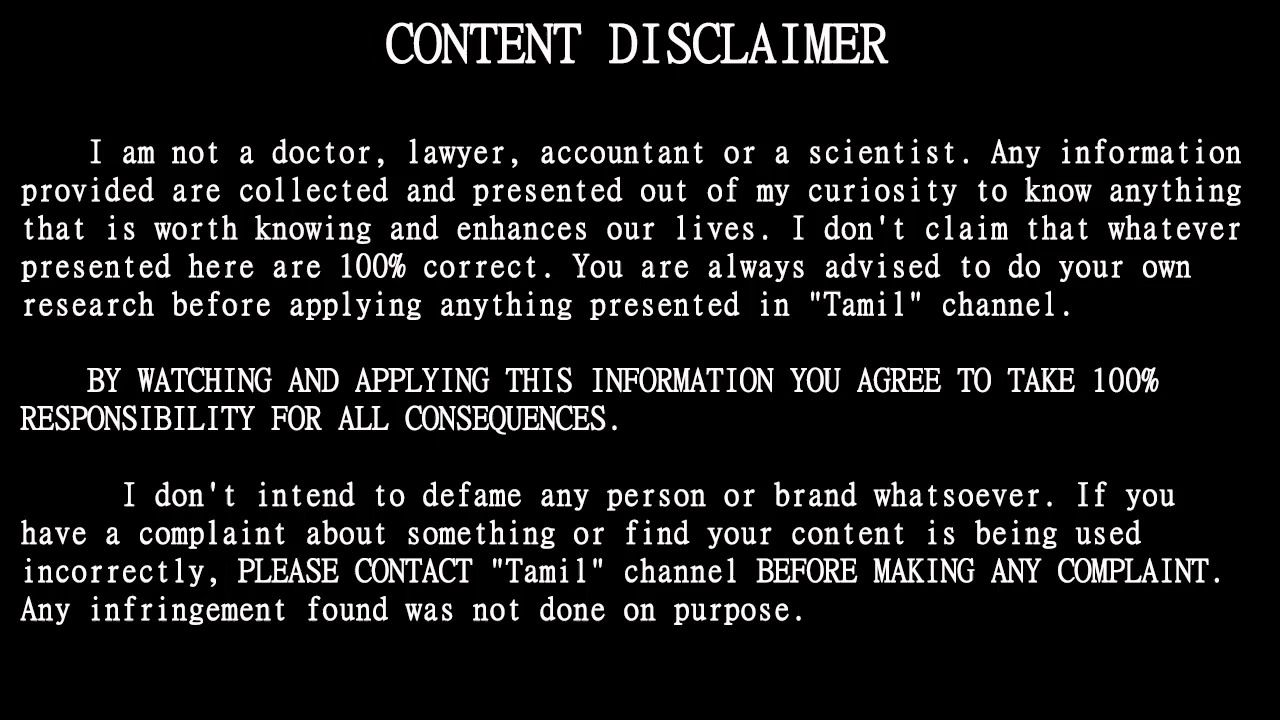 CONTENT DISCLAIMER
I am not a doctor, lawyer, accountant or a scientist. Any information
provided are collected and presented out of my curiosity to know anything
that is worth knowing and enhances our lives. I don't claim that whatever
presented here are 100% correct. You are always advised to do your own
research before applying anything presented in "Tamil" channel.
BY WATCHING AND APPLYING THIS INFORMATION YOU AGREE TO TAKE 100%
RESPONSIBILITY FOR ALL CONSEQUENCES.
I don't intend to defame any person or brand whatsoever. If you
have a complaint about something or find your content is being used
incorrectly, PLEASE CONTACT "Tamil" channel BEFORE MAKING ANY COMPLAINT.
Any infringement found was not done on purpose.